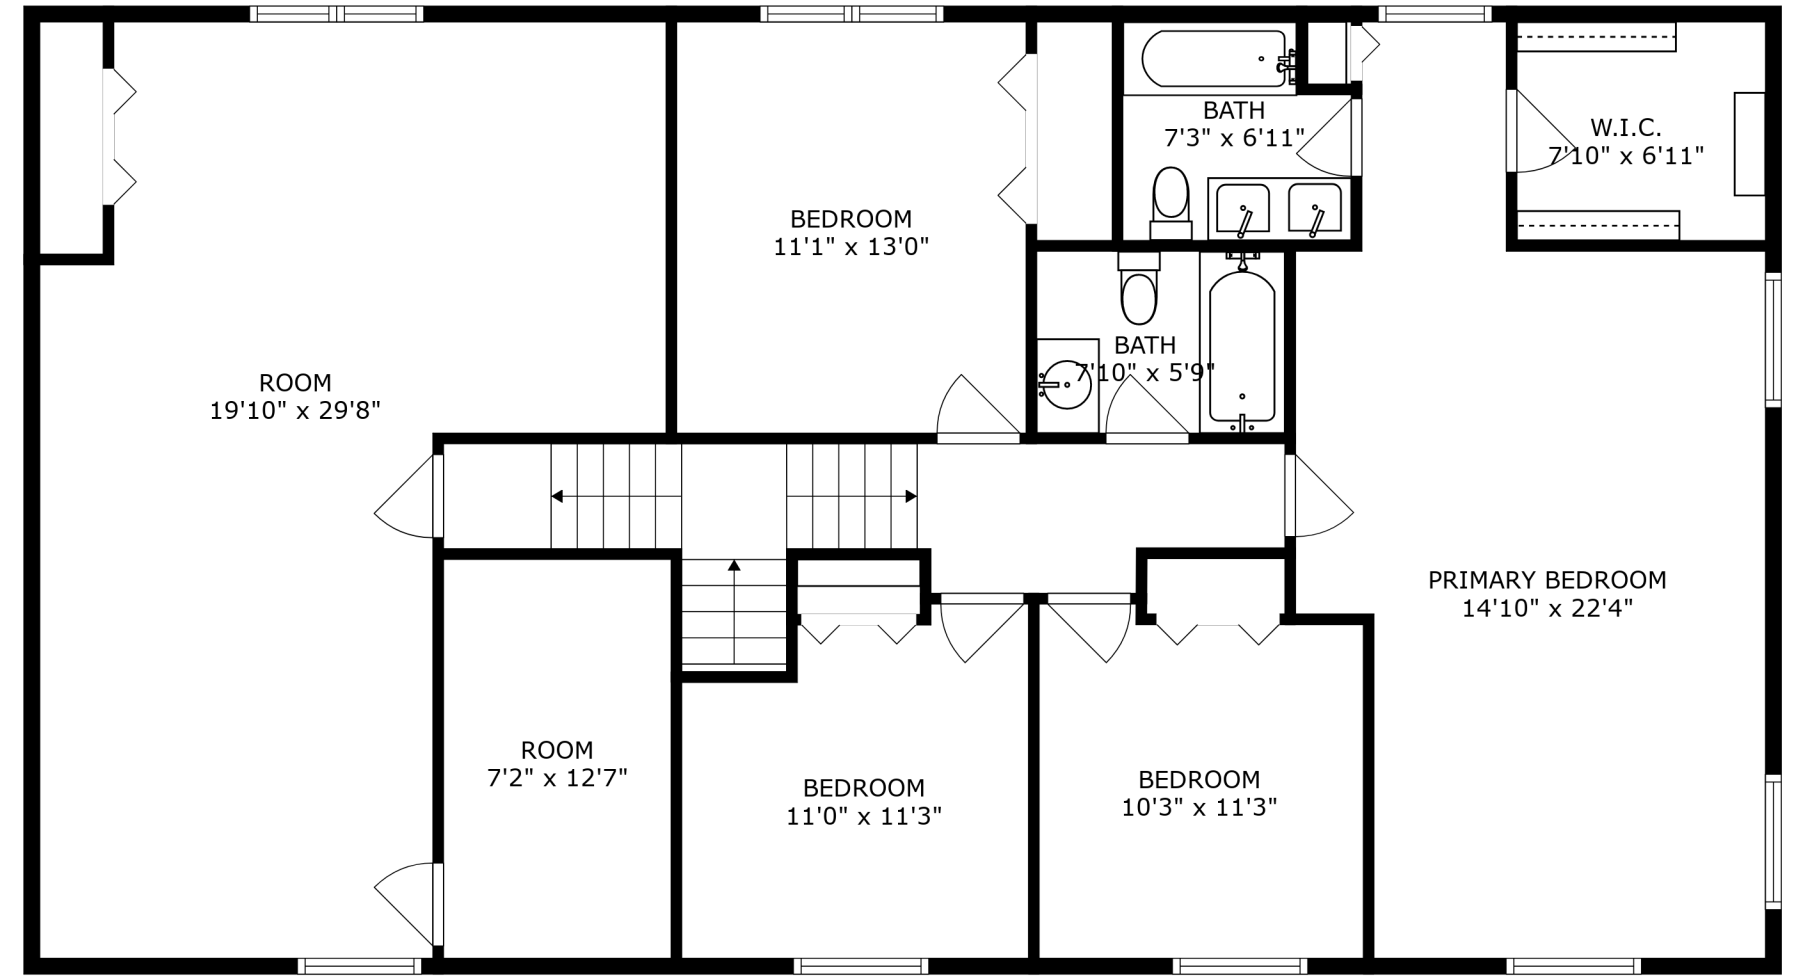 BATH
7'3" x 6'11"
W.I.C.
7'10" x 6'11"
BEDROOM
11'1" x 13'0"
BATH
7'10" x 5'9"
ROOM
19'10" x 29'8"
PRIMARY BEDROOM
14'10" x 22'4"
ROOM
7'2" x 12'7"
BEDROOM
11'0" x 11'3"
BEDROOM
10'3" x 11'3"